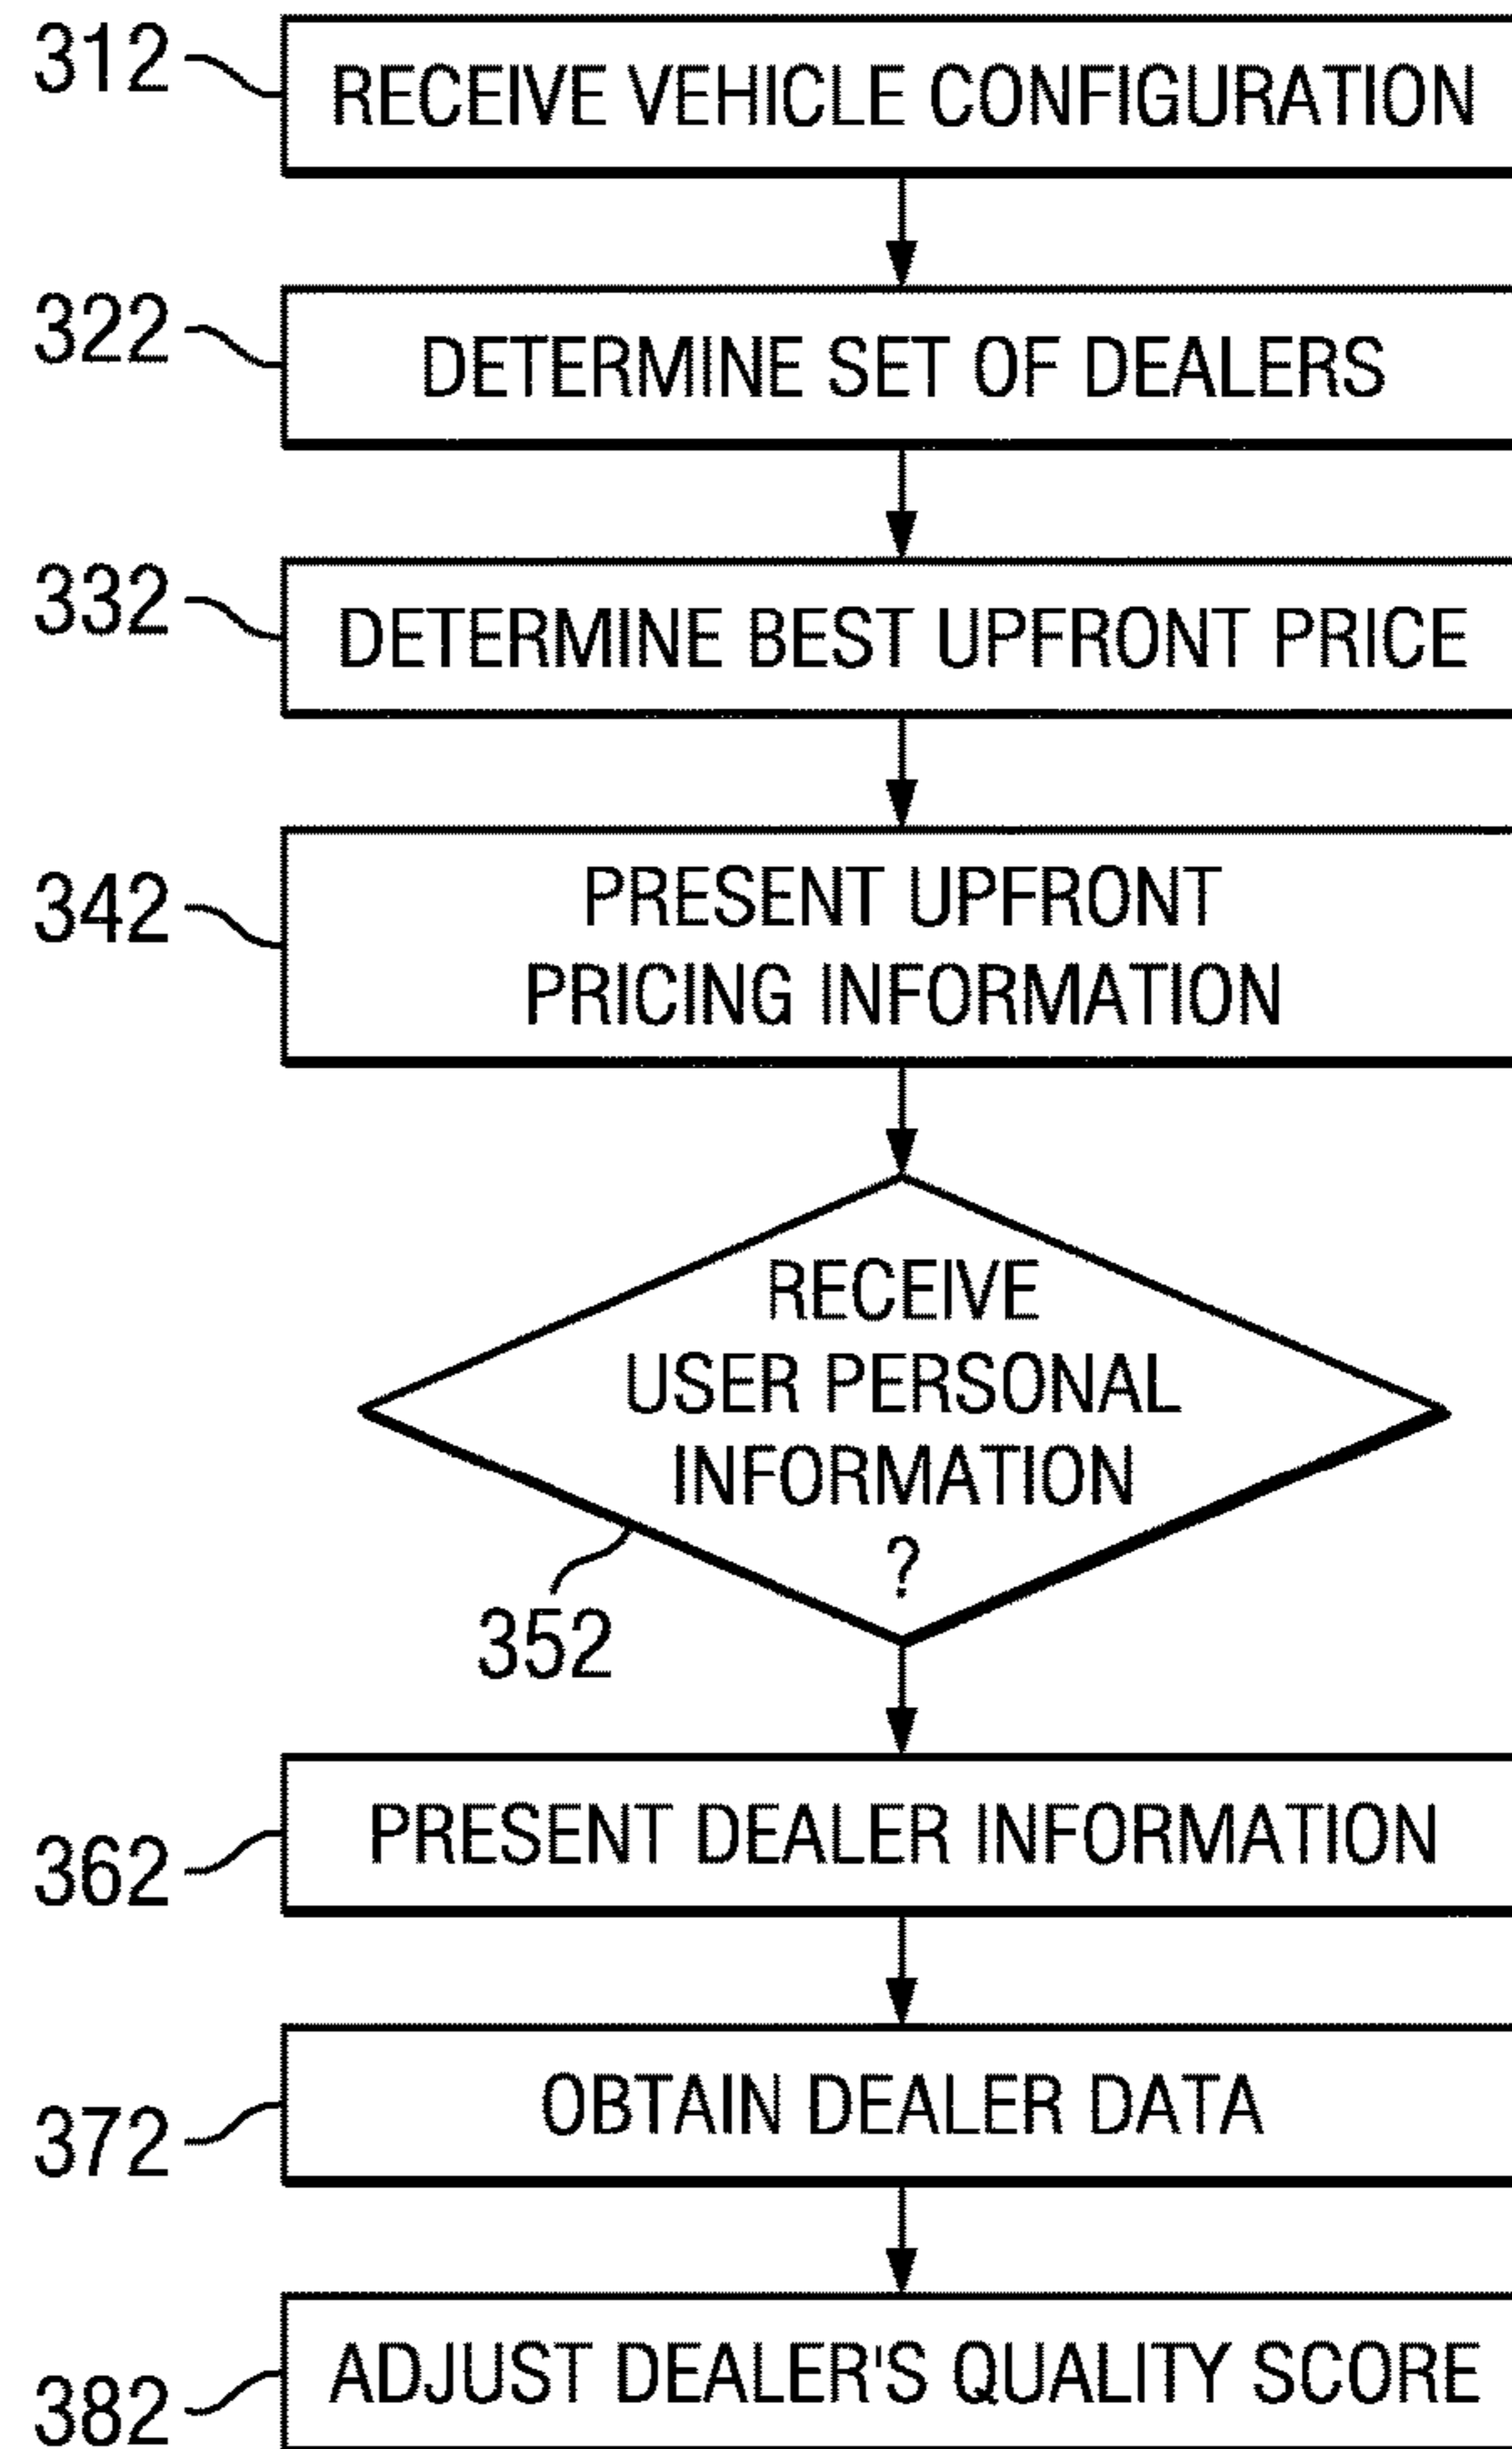 312
RECEIVE VEHICLE CONFIGURATION
322
DETERMINE SET OF DEALERS
332
DETERMINE BEST UPFRONT PRICE
342
PRESENT UPFRONT
PRICING INFORMATION
RECEIVE
USER PERSONAL
INFORMATION
?
352
362
PRESENT DEALER INFORMATION
372
OBTAIN DEALER DATA
382
ADJUST DEALER'S QUALITY SCORE